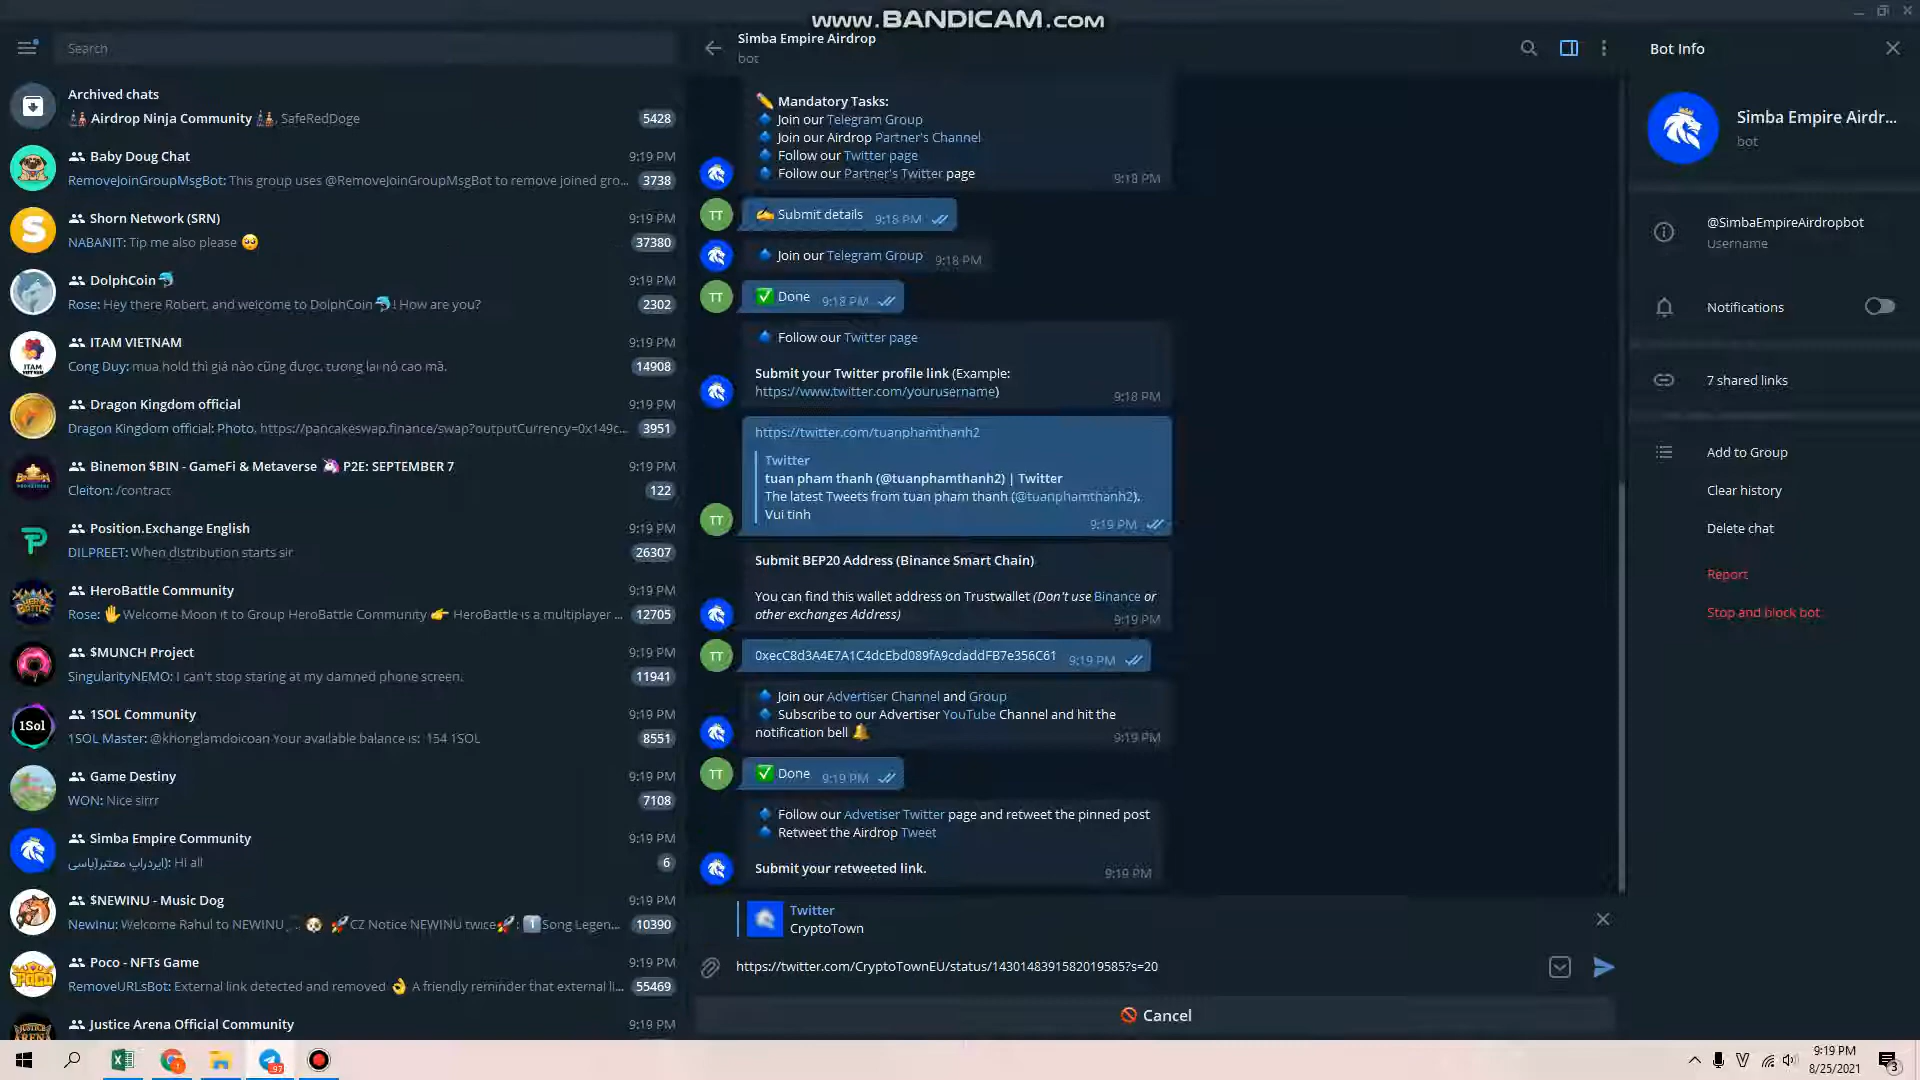 www.BANDICAM.com
Search
Archived chats
Airdrop Ninja Community , SafeRedDoge
5428
Baby Doug Chat
9:19 PM
RemoveJoinGroupMsgBot: This group uses @RemoveJoinGroupMsgBot to remove joined gro...
3738
Shorn Network (SRN)
9:19 PM
NABANIT: Tip me also please 🥺
37380
DolphCoin🐬
9:19 PM
Rose: Hey there Robert, and welcome to DolphCoin🐬! How are you?
2302
ITAM VIETNAM
9:19 PM
Cong Duy: mua hold thì giá nào cũng được. tương lai nó cao mã.
14908
Dragon Kingdom official
9:19 PM
Dragon Kingdom official: Photo, https://pancakeswap.finance/swap?outputCurrency=0x149c...
3951
Binemon $BIN - GameFi & Metaverse 🦄 P2E: SEPTEMBER 7
9:19 PM
Cleiton: /contract
122
Position.Exchange English
9:19 PM
DILPREET: When distribution starts sir
26307
HeroBattle Community
9:19 PM
Rose: ✋Welcome Moon it to Group HeroBattle Community 👉 HeroBattle is a multiplayer ...
12705
$MUNCH Project
9:19 PM
SingularityNEMO: I can't stop staring at my damned phone screen.
11941
1SOL Community
9:19 PM
1SOL Master: @khonglamdoicoan Your available balance is: 154 1SOL
8551
Game Destiny
9:19 PM
WON: Nice sirrr
7108
Simba Empire Community
9:19 PM
Hi all
6
$NEWINU - Music Dog
9:19 PM
Newinu: Welcome Rahul to NEWINU 🚀CZ Notice NEWINU twice🚀 Song Legen...
10390
Poco - NFTs Game
9:19 PM
RemoveURLsBot: External link detected and removed 👌 A friendly reminder that external li...
55469
Justice Arena Official Community
9:19 PM
Simba Empire Airdrop
bot
✏️ Mandatory Tasks:
🔹 Join our Telegram Group
🔹 Join our Airdrop Partner's Channel
🔹 Follow our Twitter page
🔹 Follow our Partner's Twitter page
9:18 PM
✍️ Submit details 9:18 PM
🔹 Join our Telegram Group 9:18 PM
✅ Done 9:18 PM
🔹 Follow our Twitter page
Submit your Twitter profile link (Example:
https://www.twitter.com/yourusername)
9:18 PM
https://twitter.com/tuanphamthanh2
Twitter
tuan pham thanh (@tuanphamthanh2) | Twitter
The latest Tweets from tuan pham thanh (@tuanphamthanh2).
Vui tinh
9:19 PM
Submit BEP20 Address (Binance Smart Chain)
You can find this wallet address on Trustwallet (Don't use Binance or
other exchanges Address)
9:19 PM
0xecC8d3A4E7A1C4dcEbd089fA9cdaddFB7e356C61 9:19 PM
🔹 Join our Advertiser Channel and Group
🔹 Subscribe to our Advertiser YouTube Channel and hit the
notification bell 🔔
9:19 PM
✅ Done 9:19 PM
🔹 Follow our Advetiser Twitter page and retweet the pinned post
🔹 Retweet the Airdrop Tweet
Submit your retweeted link.
9:19 PM
Twitter
CryptoTown
https://twitter.com/CryptoTownEU/status/1430148391582019585?s=20
🚫 Cancel
Bot Info
Simba Empire Airdr...
bot
@SimbaEmpireAirdropbot
Username
Notifications
7 shared links
Add to Group
Clear history
Delete chat
Report
Stop and block bot
9:19 PM
8/25/2021